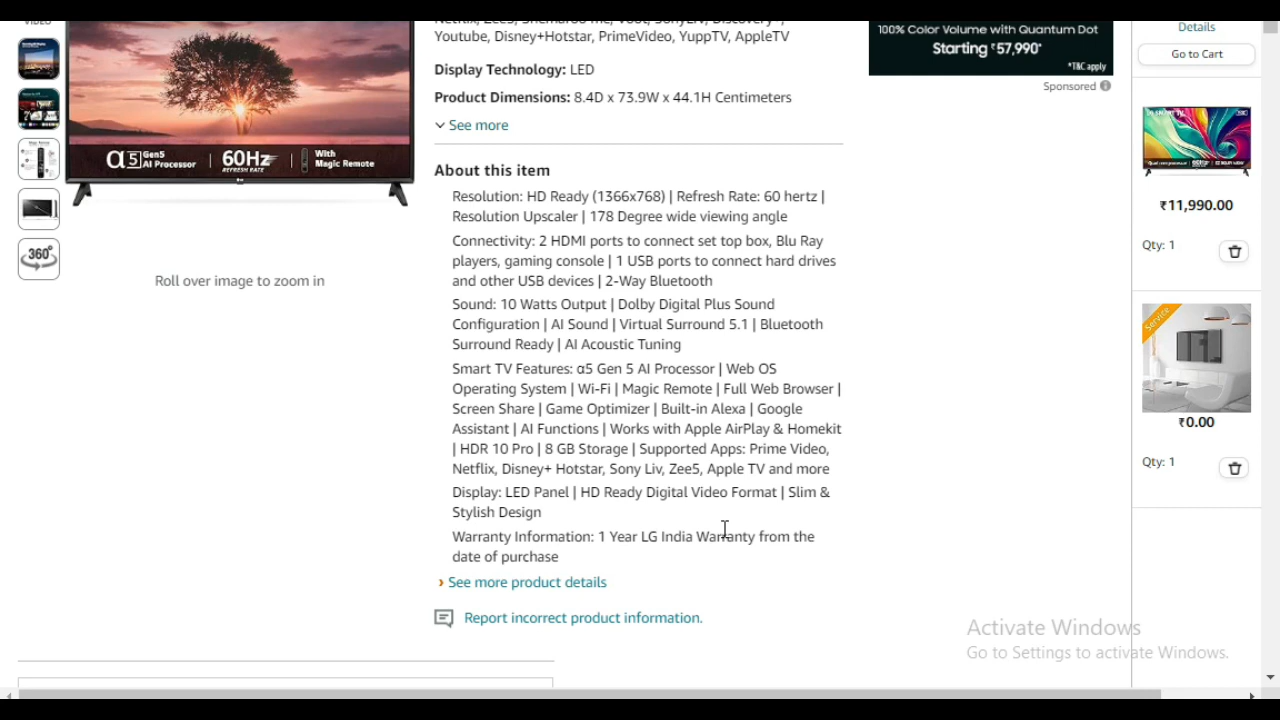 VIDEO
360°
α5 Gen5 AI Processor | 60Hz REFRESH RATE | With Magic Remote
Roll over image to zoom in
Netflix, Zee5, Shemaroo me, Voot, SonyLiv, Discovery+,
Youtube, Disney+Hotstar, PrimeVideo, YuppTV, AppleTV
Display Technology: LED
Product Dimensions: 8.4D x 73.9W x 44.1H Centimeters
See more
About this item
Resolution: HD Ready (1366x768) | Refresh Rate: 60 hertz |
Resolution Upscaler | 178 Degree wide viewing angle
Connectivity: 2 HDMI ports to connect set top box, Blu Ray
players, gaming console | 1 USB ports to connect hard drives
and other USB devices | 2-Way Bluetooth
Sound: 10 Watts Output | Dolby Digital Plus Sound
Configuration | AI Sound | Virtual Surround 5.1 | Bluetooth
Surround Ready | AI Acoustic Tuning
Smart TV Features: α5 Gen 5 AI Processor | Web OS
Operating System | Wi-Fi | Magic Remote | Full Web Browser |
Screen Share | Game Optimizer | Built-in Alexa | Google
Assistant | AI Functions | Works with Apple AirPlay & Homekit
| HDR 10 Pro | 8 GB Storage | Supported Apps: Prime Video,
Netflix, Disney+ Hotstar, Sony Liv, Zee5, Apple TV and more
Display: LED Panel | HD Ready Digital Video Format | Slim &
Stylish Design
Warranty Information: 1 Year LG India Warranty from the
date of purchase
› See more product details
Report incorrect product information.
100% Color Volume with Quantum Dot
Starting ₹57,990*
*T&C apply
Sponsored
Details
Go to Cart
₹11,990.00
Qty: 1
Service
₹0.00
Qty: 1
Activate Windows
Go to Settings to activate Windows.